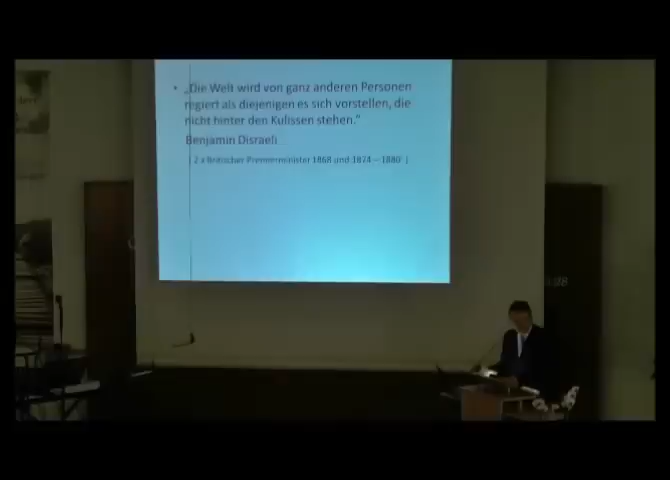 • „Die Welt wird von ganz anderen Personen
regiert als diejenigen es sich vorstellen, die
nicht hinter den Kulissen stehen."
Benjamin Disraeli
( 2 x Britischer Premierminister 1868 und 1874 – 1880 )